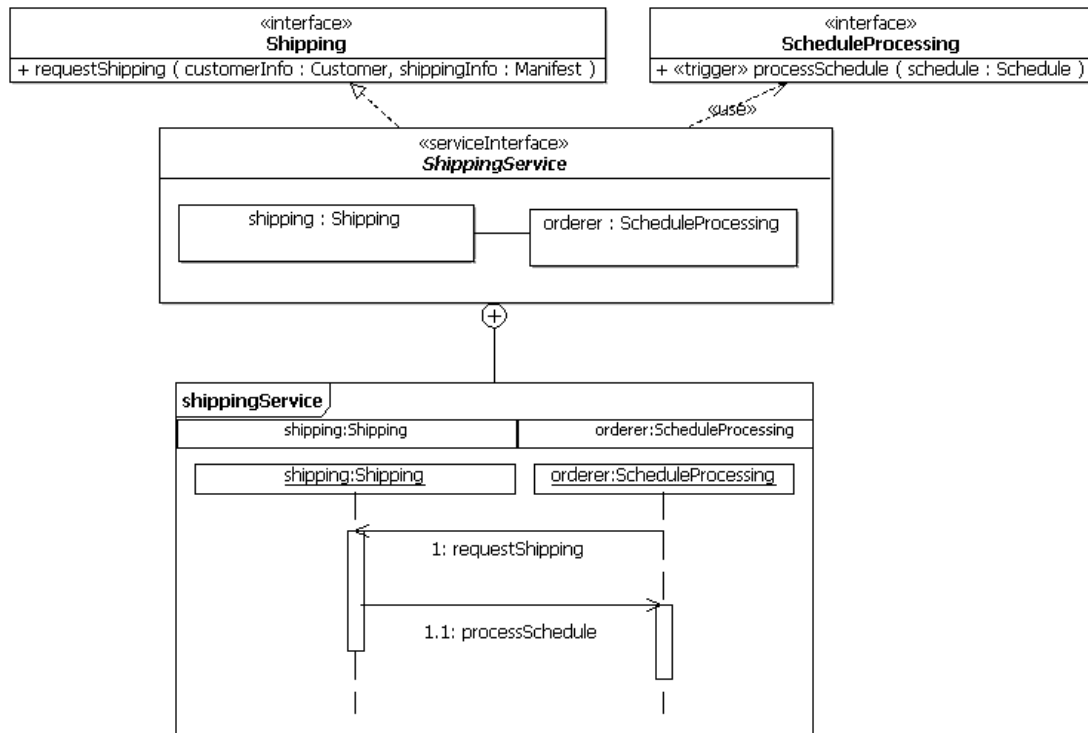 «interface»
Shipping
+ requestShipping ( customerInfo : Customer, shippingInfo : Manifest )
«interface»
ScheduleProcessing
+ «trigger» processSchedule ( schedule : Schedule )
«use»
«serviceInterface»
ShippingService
shipping : Shipping
orderer : ScheduleProcessing
shippingService
shipping:Shipping
orderer:ScheduleProcessing
shipping:Shipping
orderer:ScheduleProcessing
1: requestShipping
1.1: processSchedule